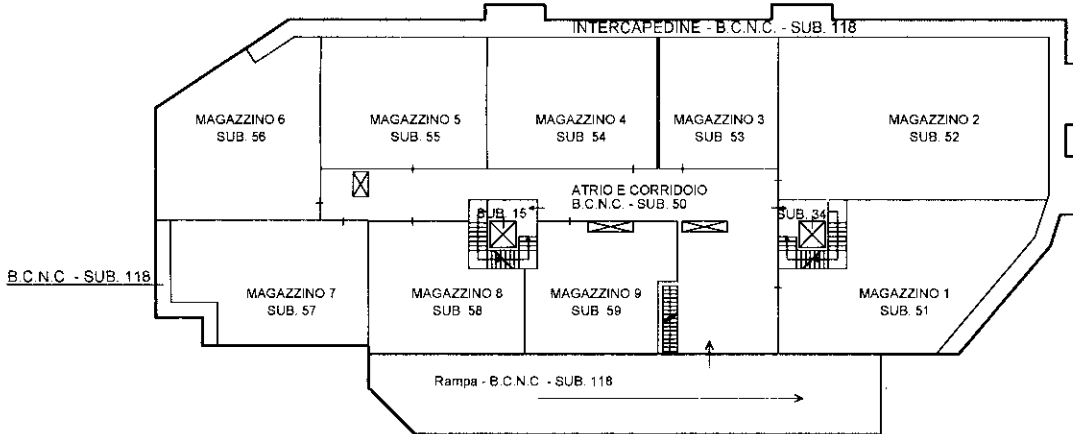 INTERCAPEDINE - B.C.N.C. - SUB. 118
MAGAZZINO 6
SUB. 56
MAGAZZINO 5
SUB. 55
MAGAZZINO 4
SUB 54
MAGAZZINO 3
SUB 53
MAGAZZINO 2
SUB. 52
ATRIO E CORRIDOIO
B.C.N.C. - SUB. 50
SUB. 15
SUB. 34
B.C.N.C - SUB. 118
MAGAZZINO 7
SUB. 57
MAGAZZINO 8
SUB 58
MAGAZZINO 9
SUB 59
MAGAZZINO 1
SUB. 51
Rampa - B.C.N.C - SUB. 118